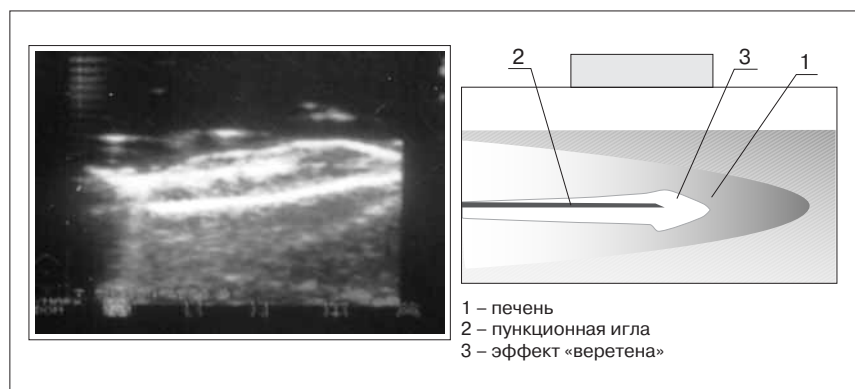 2
3
1
1 – печень
2 – пункционная игла
3 – эффект «веретена»